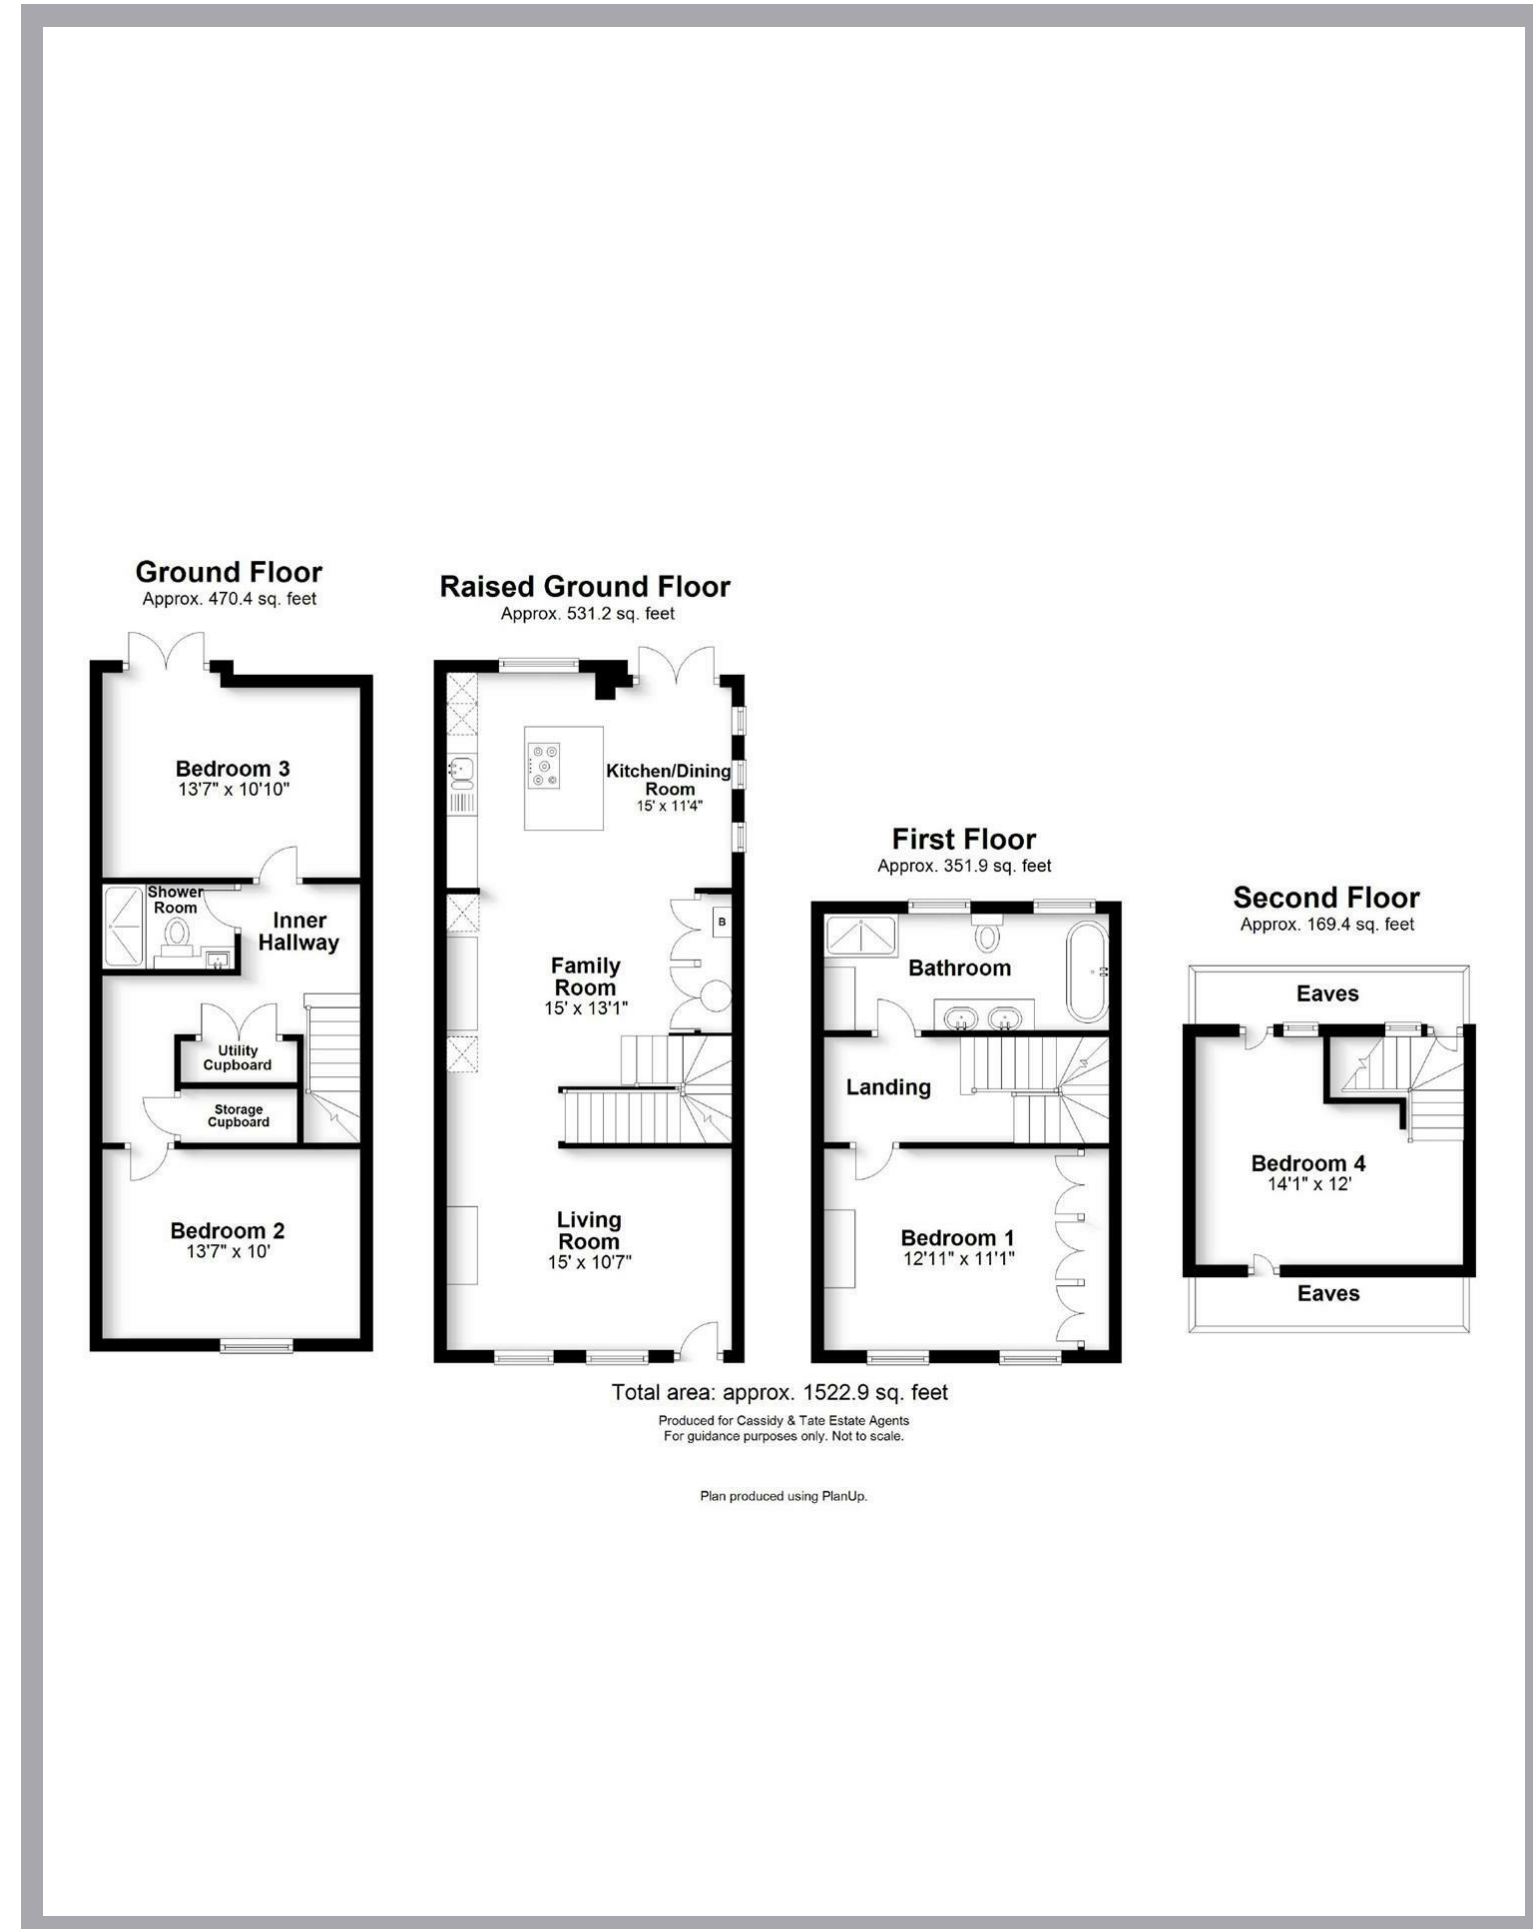 Ground Floor
Approx. 470.4 sq. feet
Bedroom 3
13'7" x 10'10"
Shower
Room
Inner
Hallway
Utility
Cupboard
Storage
Cupboard
Bedroom 2
13'7" x 10'
Raised Ground Floor
Approx. 531.2 sq. feet
Kitchen/Dining
Room
15' x 11'4"
B
Family
Room
15' x 13'1"
Living
Room
15' x 10'7"
First Floor
Approx. 351.9 sq. feet
Bathroom
Landing
Bedroom 1
12'11" x 11'1"
Second Floor
Approx. 169.4 sq. feet
Eaves
Bedroom 4
14'1" x 12'
Eaves
Total area: approx. 1522.9 sq. feet
Produced for Cassidy & Tate Estate Agents
For guidance purposes only. Not to scale.
Plan produced using PlanUp.